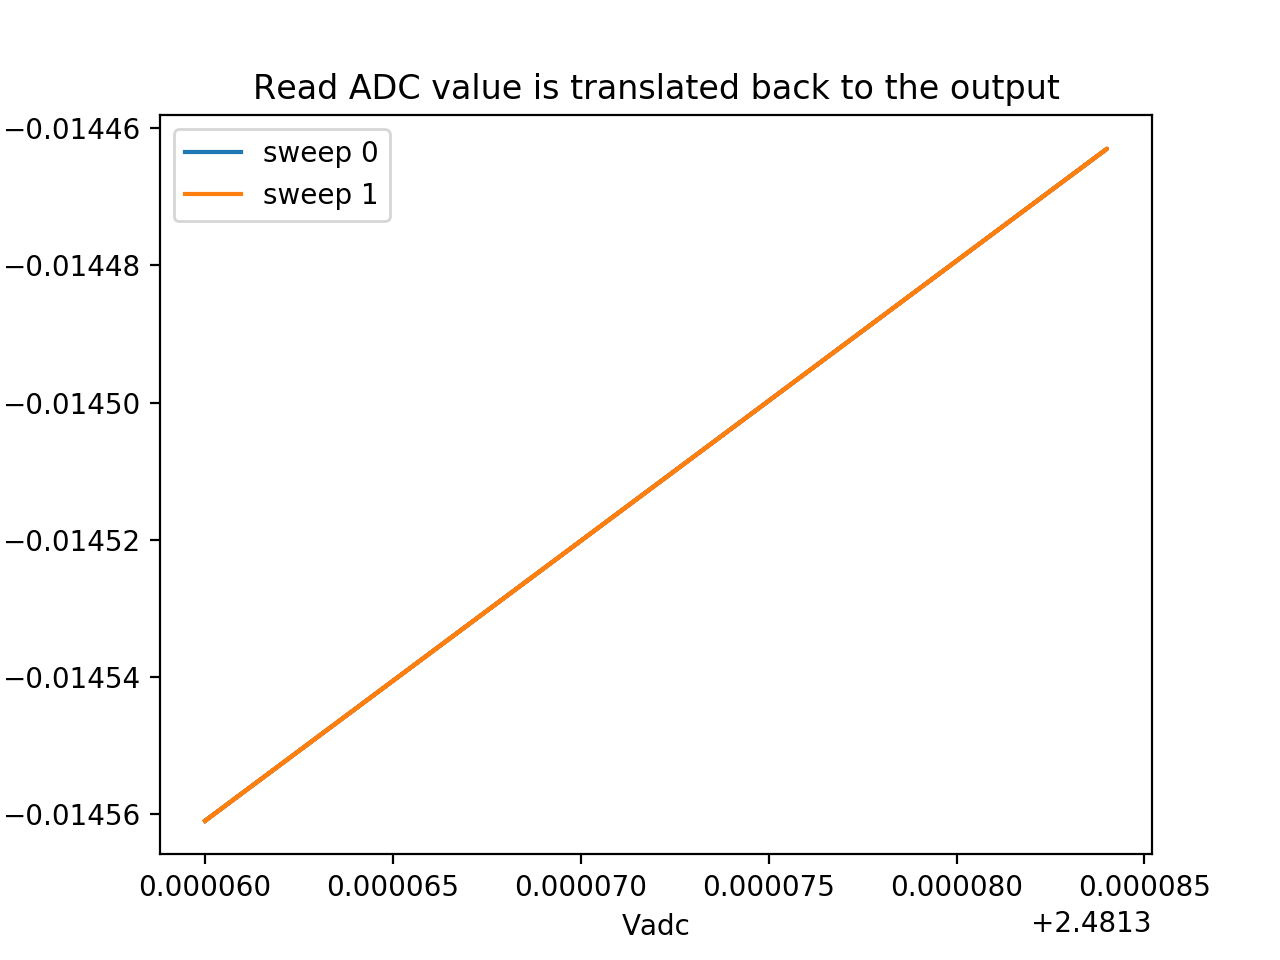 Read ADC value is translated back to the output
sweep 0
sweep 1
−0.01446
−0.01448
−0.01450
−0.01452
−0.01454
−0.01456
0.000060 0.000065 0.000070 0.000075 0.000080 0.000085
+2.4813
Vadc